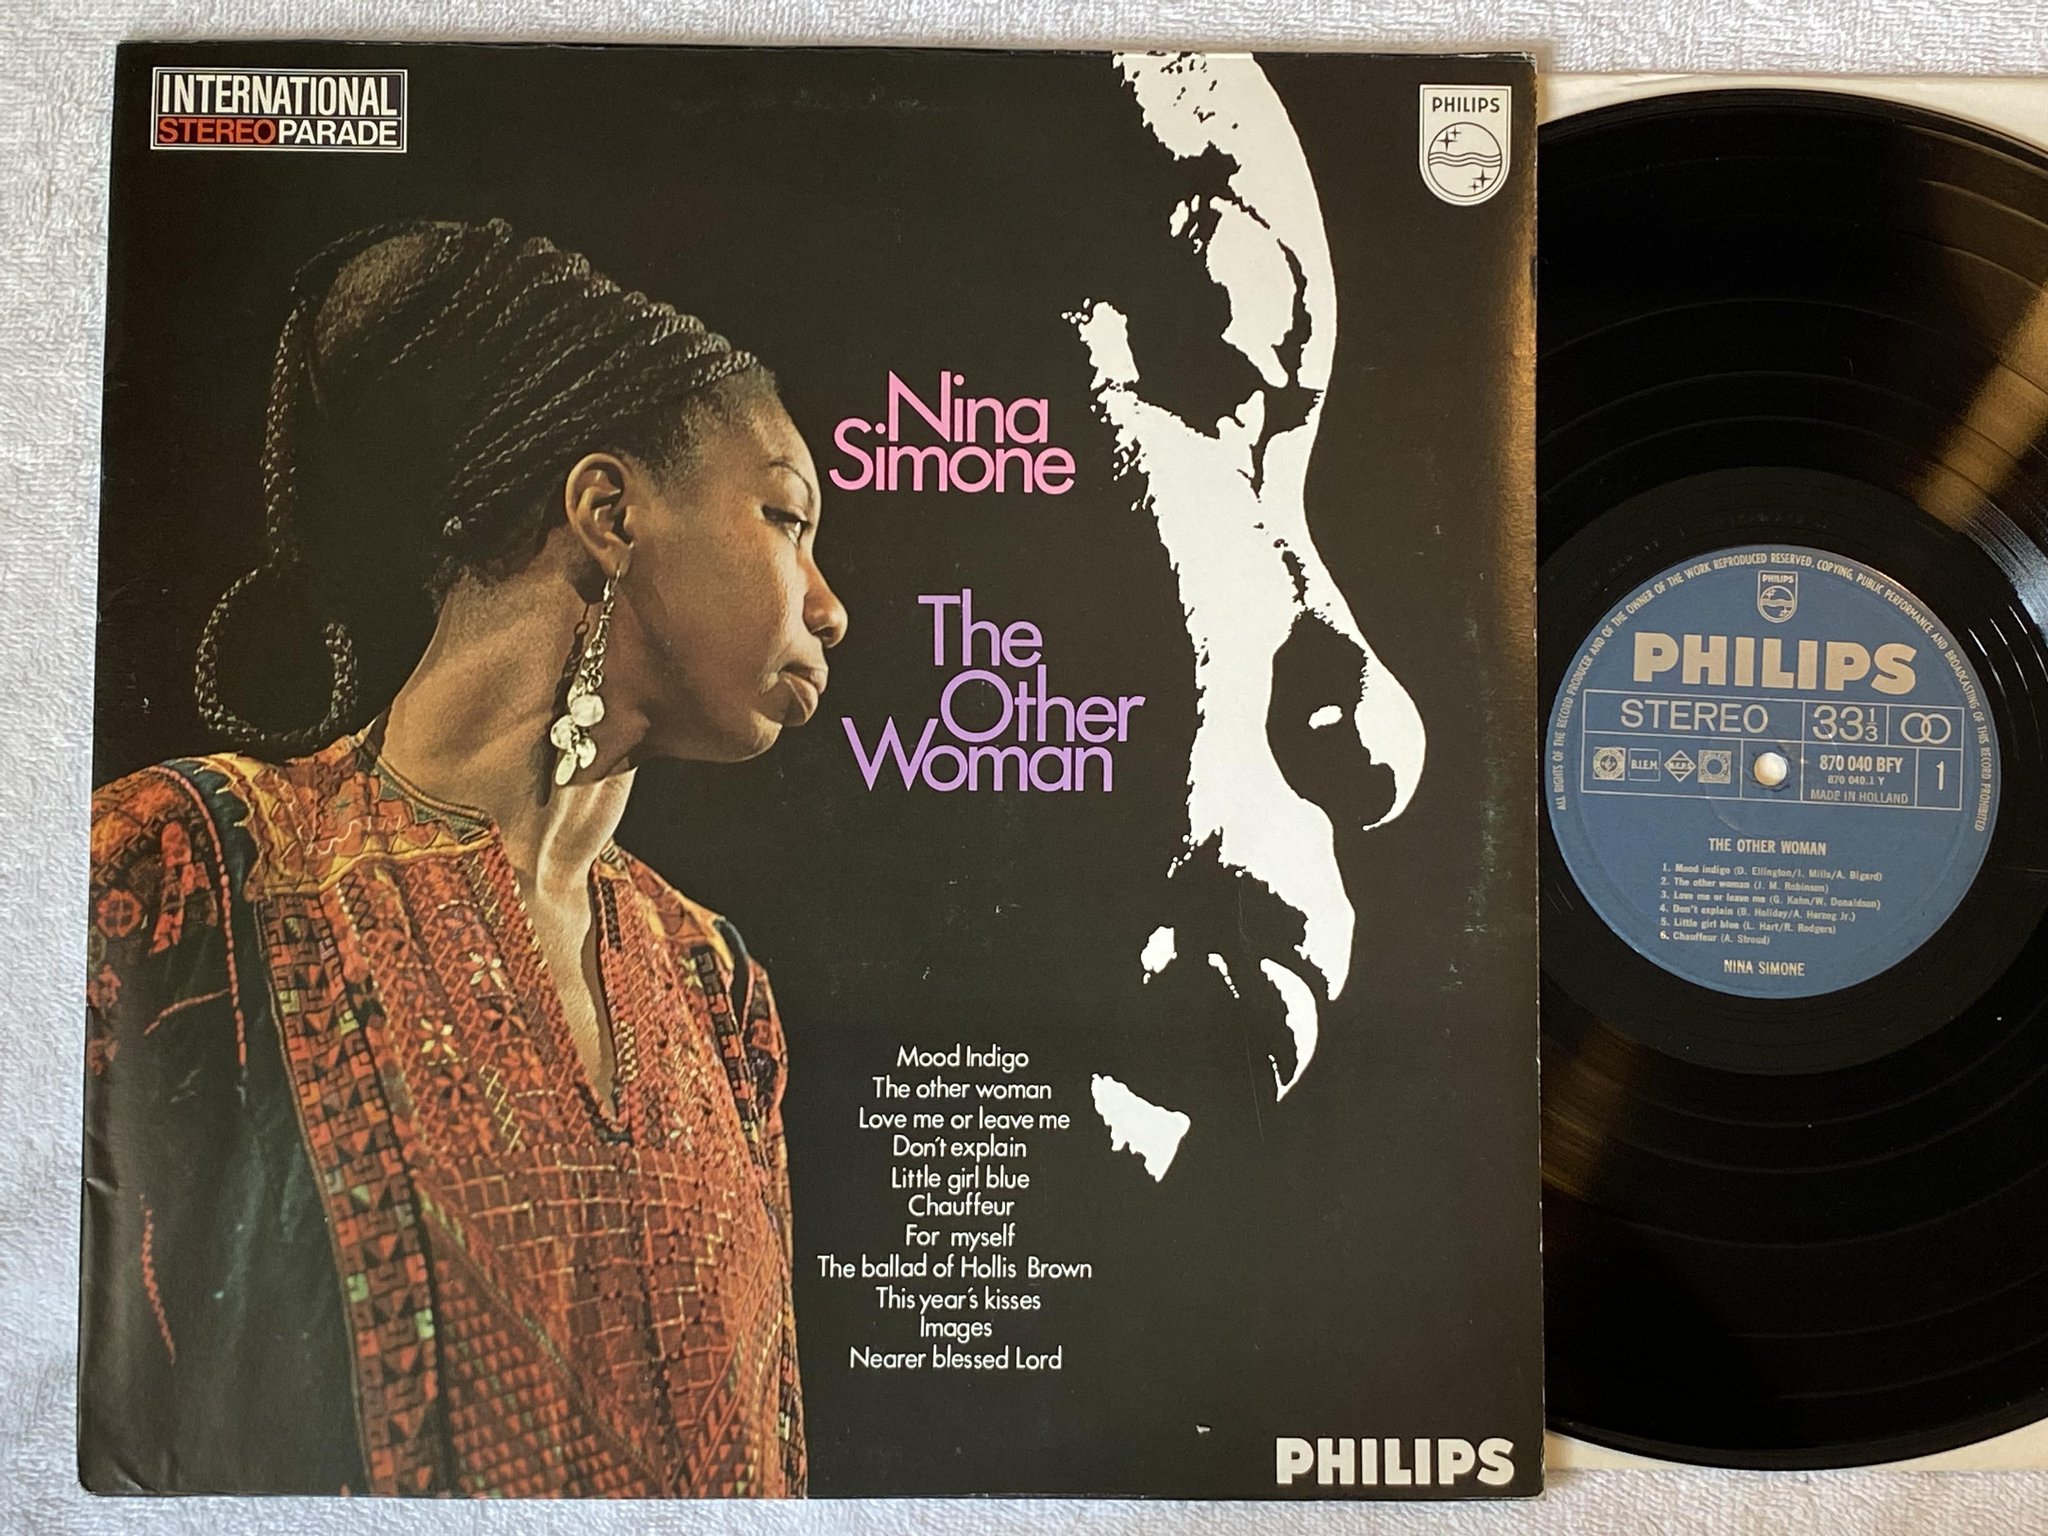 INTERNATIONAL
STEREOPARADE
PHILIPS
Nina
Simone
The
Other
Woman
Mood Indigo
The other woman
Love me or leave me
Don't explain
Little girl blue
Chauffeur
For myself
The ballad of Hollis Brown
This year's kisses
Images
Nearer blessed Lord
PHILIPS
ALL RIGHTS OF THE RECORD PRODUCER AND OF THE OWNER OF THE WORK REPRODUCED RESERVED. COPYING, PUBLIC PERFORMANCE AND BROADCASTING OF THIS RECORD PROHIBITED
PHILIPS
PHILIPS
STEREO 33 1/3
B.I.E.M.
870 040 BFY
870 040.1 Y
MADE IN HOLLAND
1
THE OTHER WOMAN
1. Mood indigo (D. Ellington/I. Mills/A. Bigard)
2. The other woman (J. M. Robinson)
3. Love me or leave me (G. Kahn/W. Donaldson)
4. Don't explain (B. Holiday/A. Herzog Jr.)
5. Little girl blue (L. Hart/R. Rodgers)
6. Chauffeur (A. Stroud)
NINA SIMONE